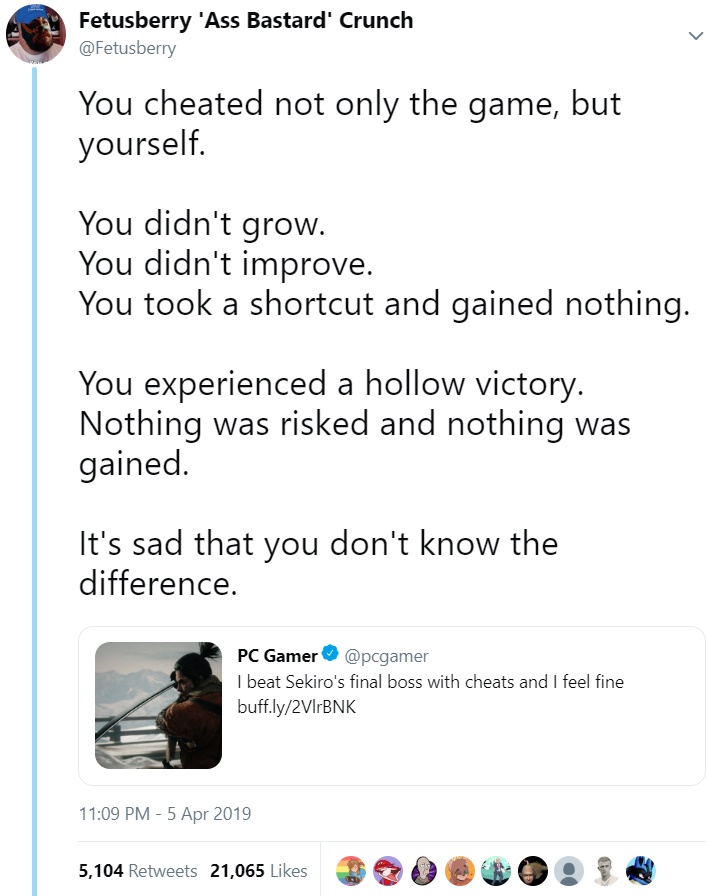 Fetusberry 'Ass Bastard' Crunch
@Fetusberry
You cheated not only the game, but
yourself.
You didn't grow.
You didn't improve.
You took a shortcut and gained nothing.
You experienced a hollow victory.
Nothing was risked and nothing was
gained.
It's sad that you don't know the
difference.
PC Gamer @pcgamer
I beat Sekiro's final boss with cheats and I feel fine
buff.ly/2VlrBNK
11:09 PM - 5 Apr 2019
5,104 Retweets 21,065 Likes